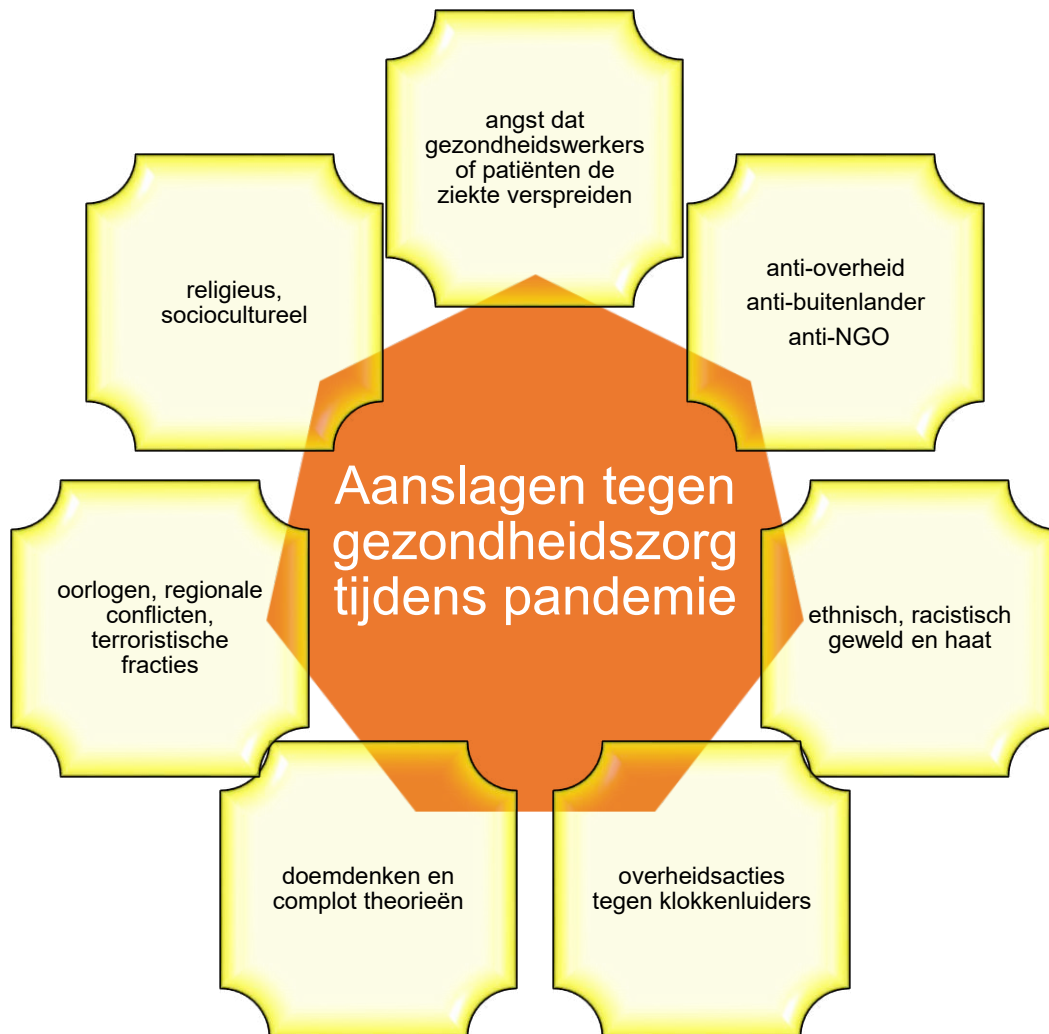 angst dat
gezondheidswerkers
of patiënten de
ziekte verspreiden
anti-overheid
anti-buitenlander
anti-NGO
ethnisch, racistisch
geweld en haat
overheidsacties
tegen klokkenluiders
doemdenken en
complot theorieën
oorlogen, regionale
conflicten,
terroristische
fracties
religieus,
sociocultureel
Aanslagen tegen
gezondheidszorg
tijdens pandemie